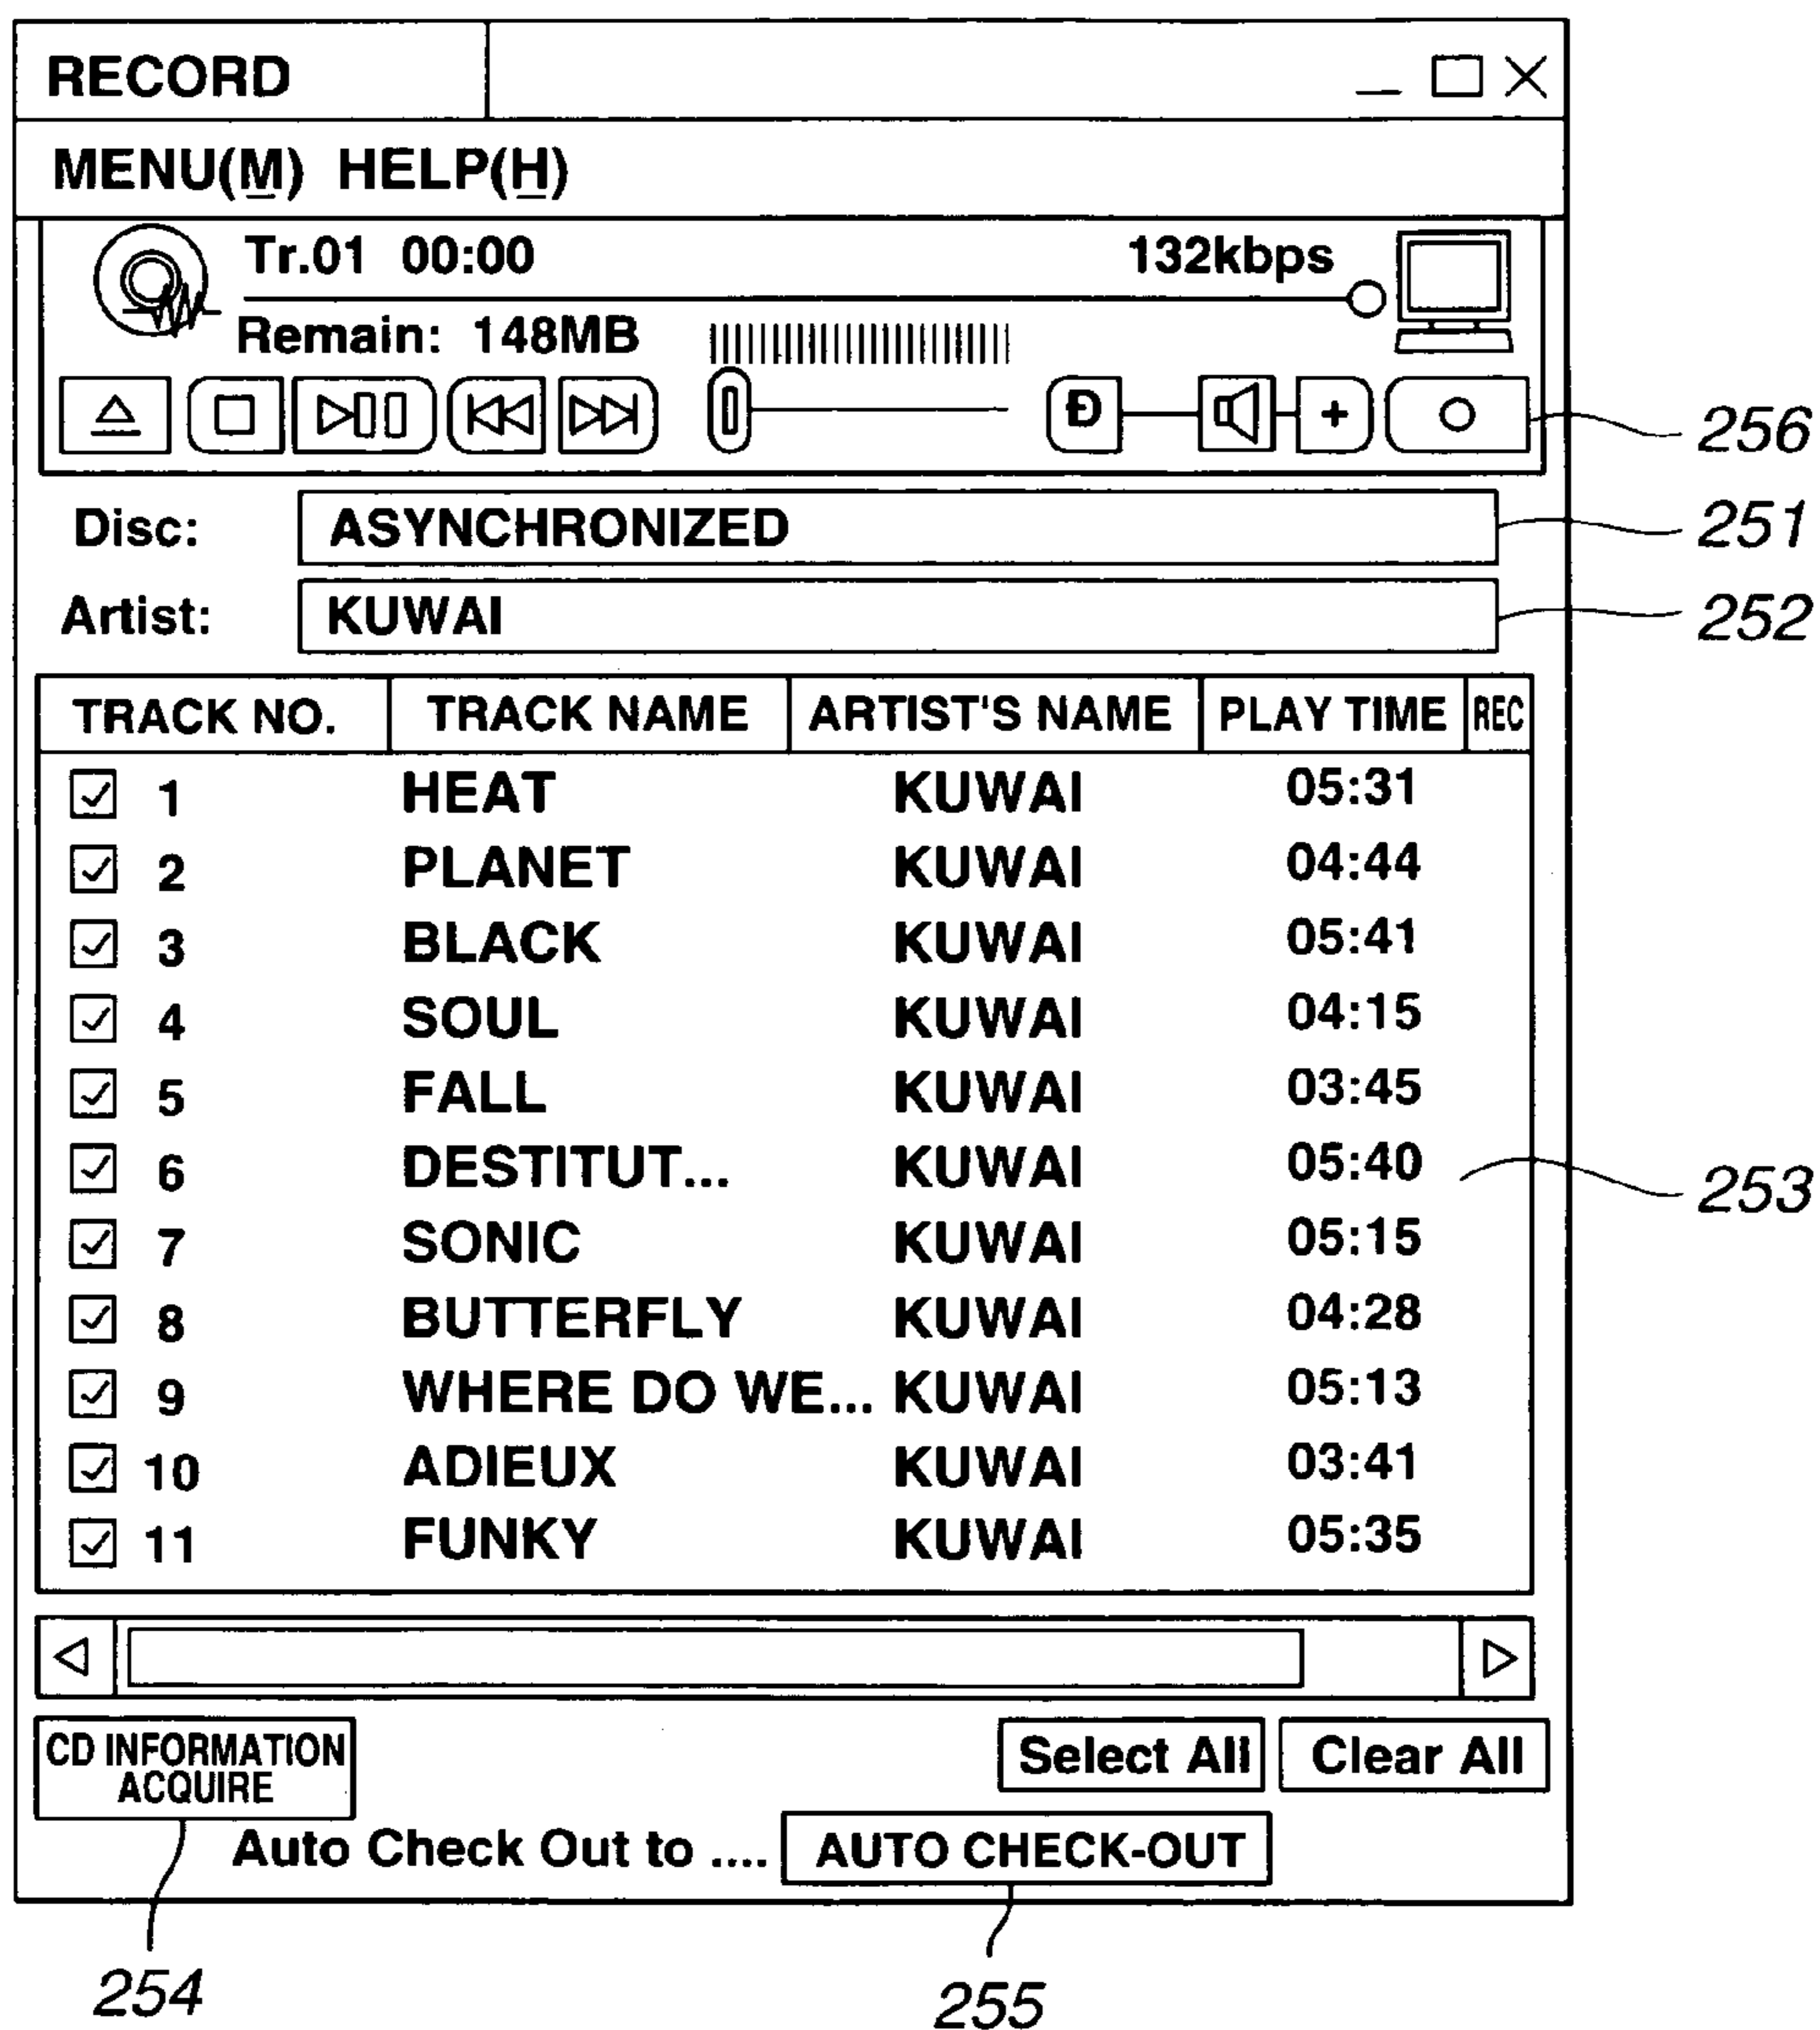 RECORD
MENU(M) HELP(H)
Tr.01 00:00 132kbps
Remain: 148MB
+ 256
Disc: ASYNCHRONIZED 251
Artist: KUWAI 252
TRACK NO. TRACK NAME ARTIST'S NAME PLAY TIME REC
1 HEAT KUWAI 05:31
2 PLANET KUWAI 04:44
3 BLACK KUWAI 05:41
4 SOUL KUWAI 04:15
5 FALL KUWAI 03:45
6 DESTITUT... KUWAI 05:40 253
7 SONIC KUWAI 05:15
8 BUTTERFLY KUWAI 04:28
9 WHERE DO WE... KUWAI 05:13
10 ADIEUX KUWAI 03:41
11 FUNKY KUWAI 05:35
CD INFORMATION
ACQUIRE
Select All Clear All
Auto Check Out to .... AUTO CHECK-OUT
254 255